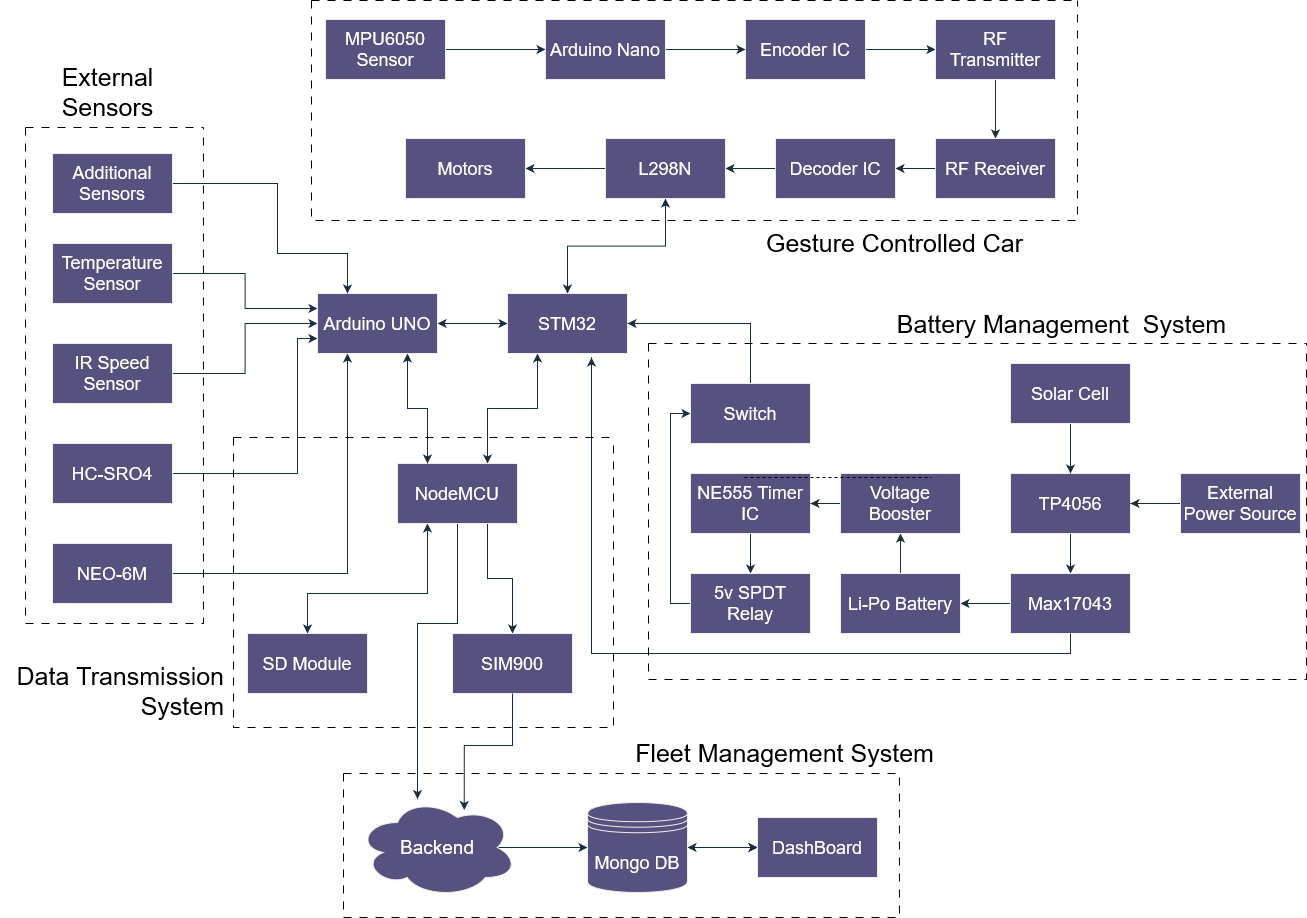 MPU6050
Sensor
Arduino Nano
Encoder IC
RF
Transmitter
Motors
L298N
Decoder IC
RF Receiver
Gesture Controlled Car
External
Sensors
Additional
Sensors
Temperature
Sensor
IR Speed
Sensor
HC-SRO4
NEO-6M
Arduino UNO
STM32
Battery Management  System
Switch
Solar Cell
NE555 Timer
IC
Voltage
Booster
TP4056
External
Power Source
5v SPDT
Relay
Li-Po Battery
Max17043
NodeMCU
SD Module
SIM900
Data Transmission
System
Fleet Management System
Backend
Mongo DB
DashBoard